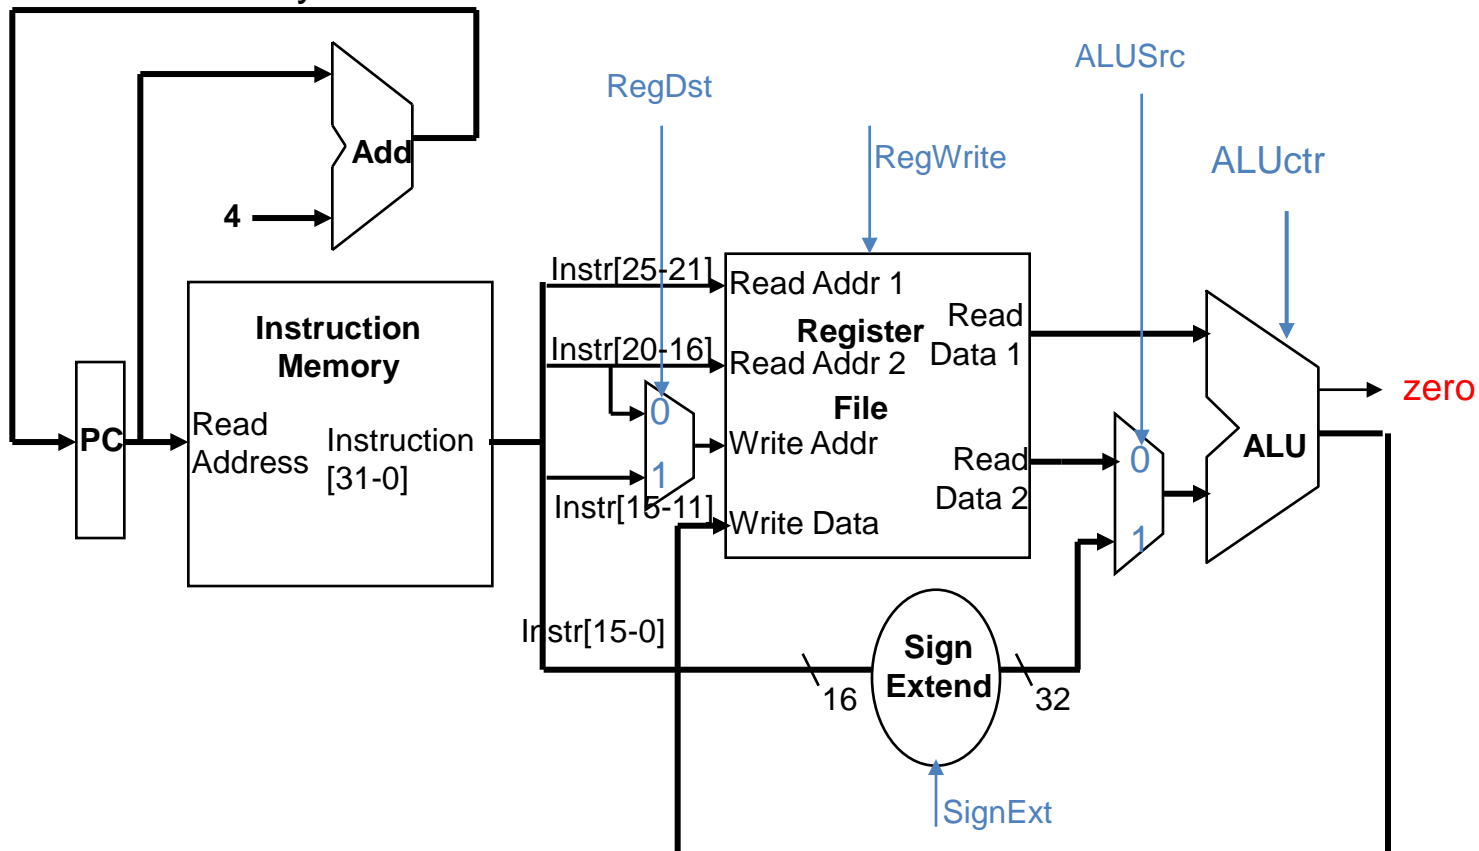 ALUSrc
RegDst
Add
RegWrite
ALUctr
4
Instr[25-21]
Read Addr 1
Instruction
Memory
Register
Read
Data 1
Instr[20-16]
Read Addr 2
zero
File
0
PC
Read
Address
Instruction
[31-0]
Write Addr
ALU
0
Read
Data 2
1
Instr[15-11]
Write Data
1
Instr[15-0]
Sign
Extend
16
32
SignExt